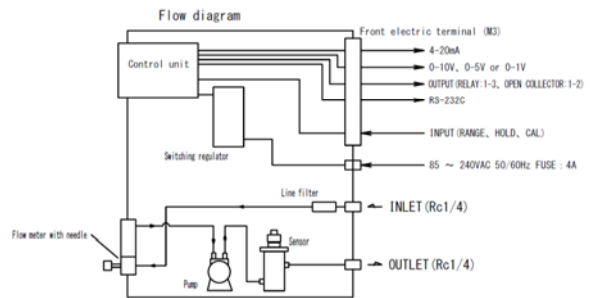 Flow diagram
Front electric terminal (M3)
Control unit
4-20mA
0-10V、0-5V or 0-1V
OUTPUT(RELAY:1-3、OPEN COLLECTOR:1-2)
RS-232C
INPUT(RANGE、HOLD、CAL)
Switching regulator
85 ～ 240VAC 50/60Hz FUSE：4A
Line filter
INLET(Rc1/4)
Flow meter with needle
Sensor
OUTLET(Rc1/4)
Pump